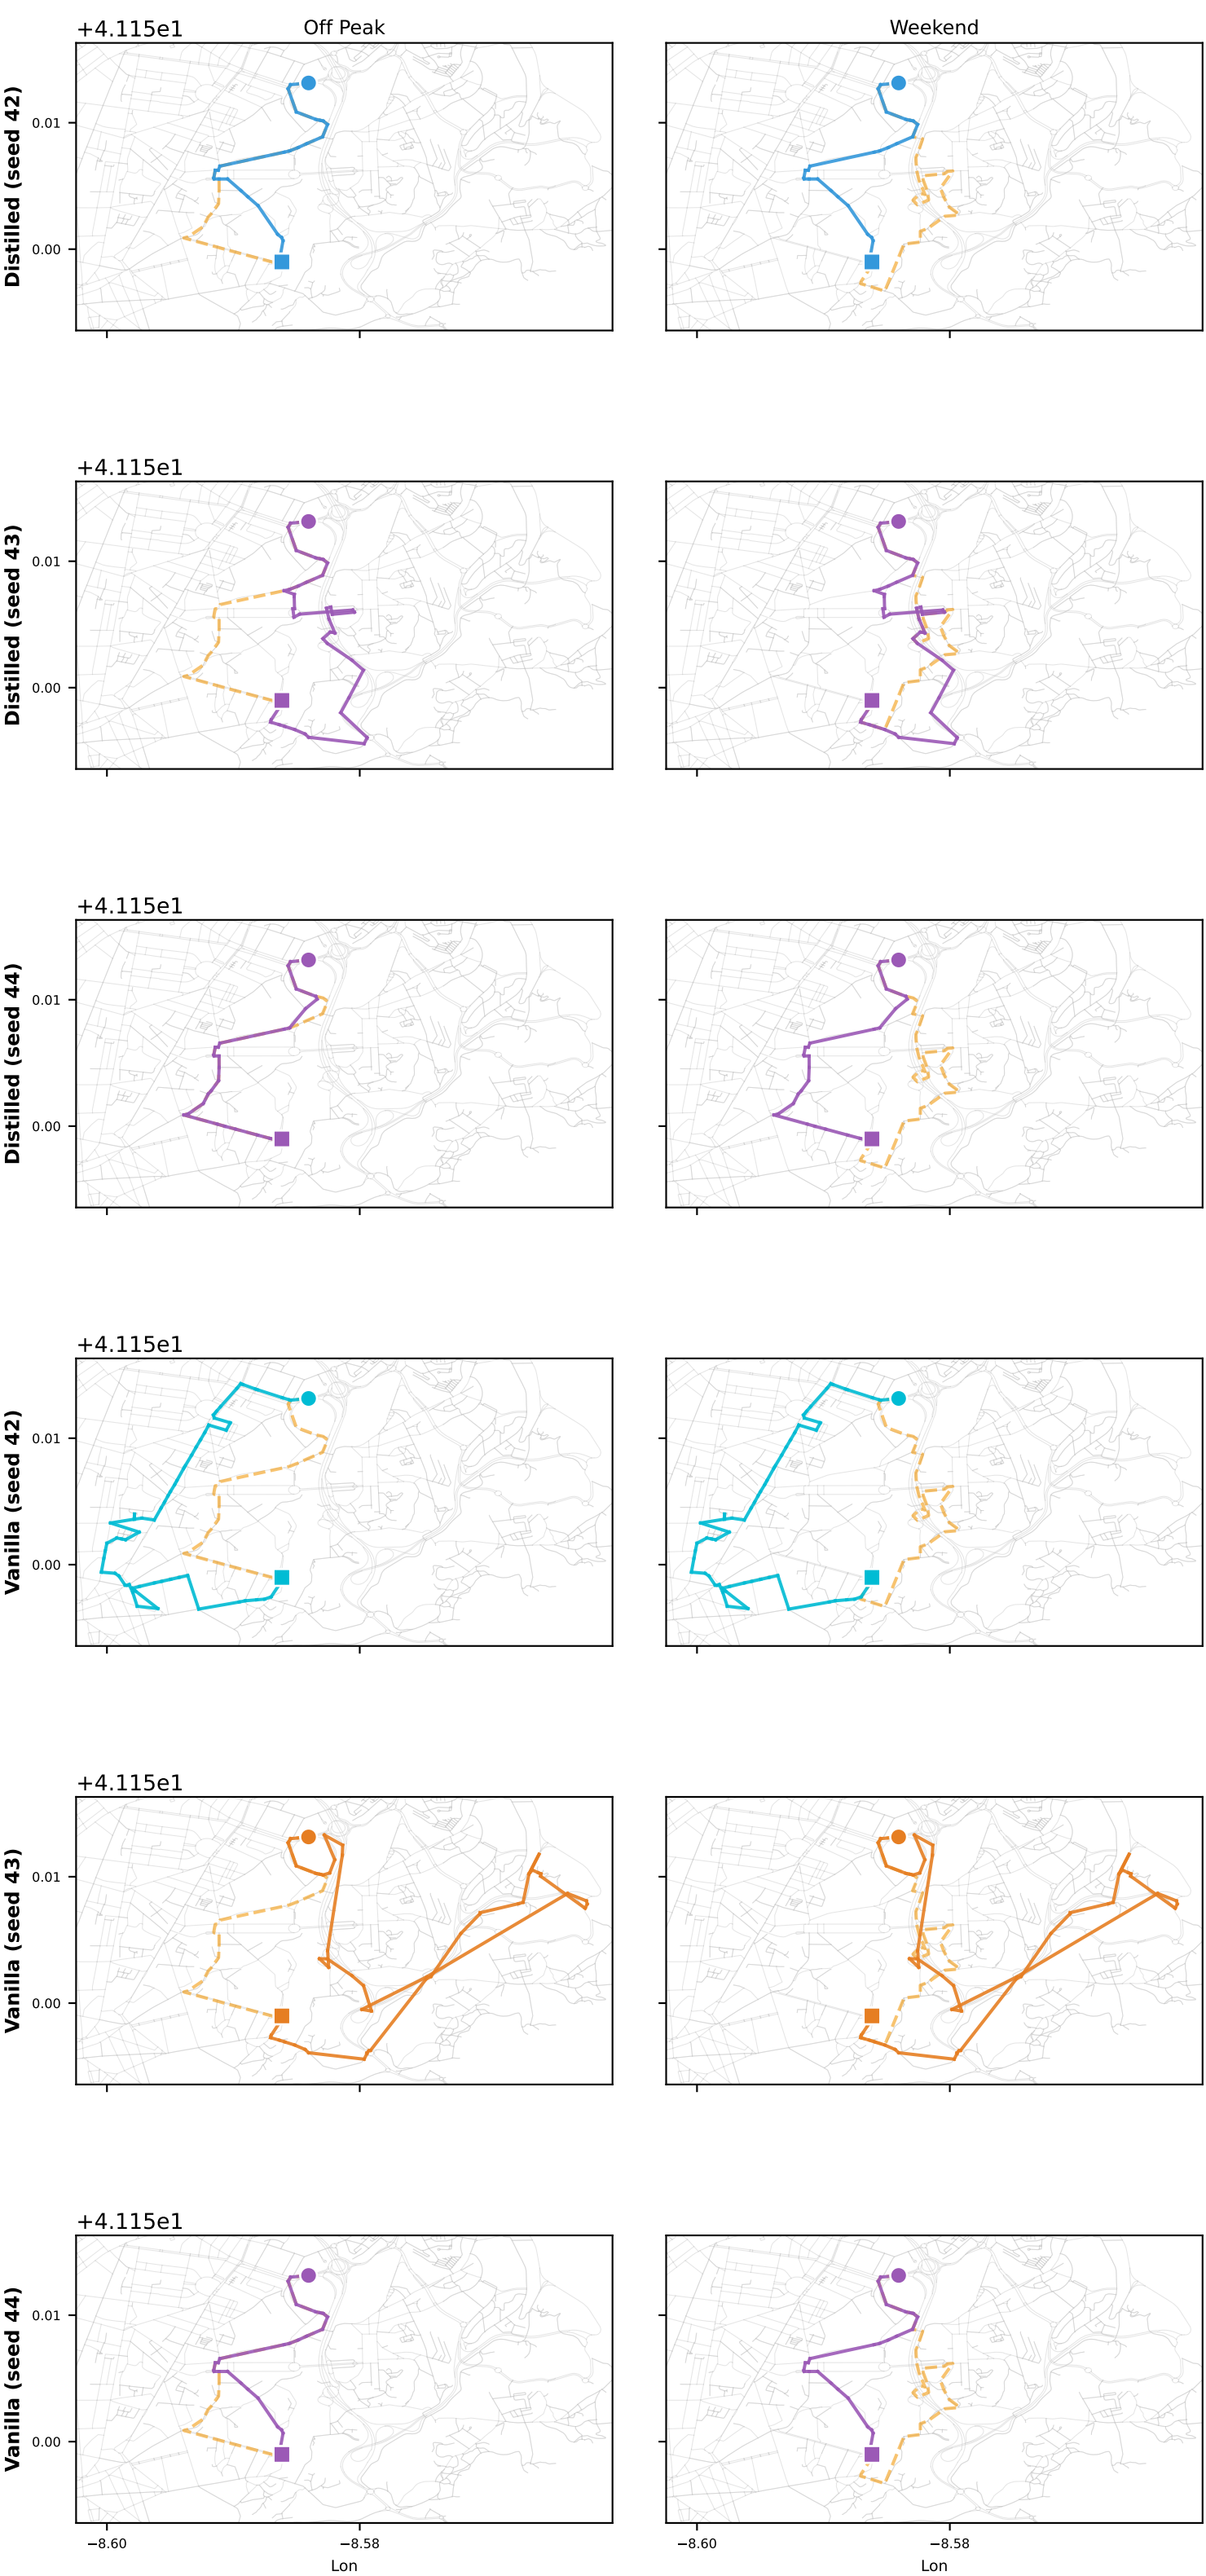 Off Peak
Weekend
+4.115e1
Distilled (seed 42)
0.01
0.00
+4.115e1
Distilled (seed 43)
0.01
0.00
+4.115e1
Distilled (seed 44)
0.01
0.00
+4.115e1
Vanilla (seed 42)
0.01
0.00
+4.115e1
Vanilla (seed 43)
0.01
0.00
+4.115e1
Vanilla (seed 44)
0.01
0.00
−8.60
−8.58
−8.60
−8.58
Lon
Lon